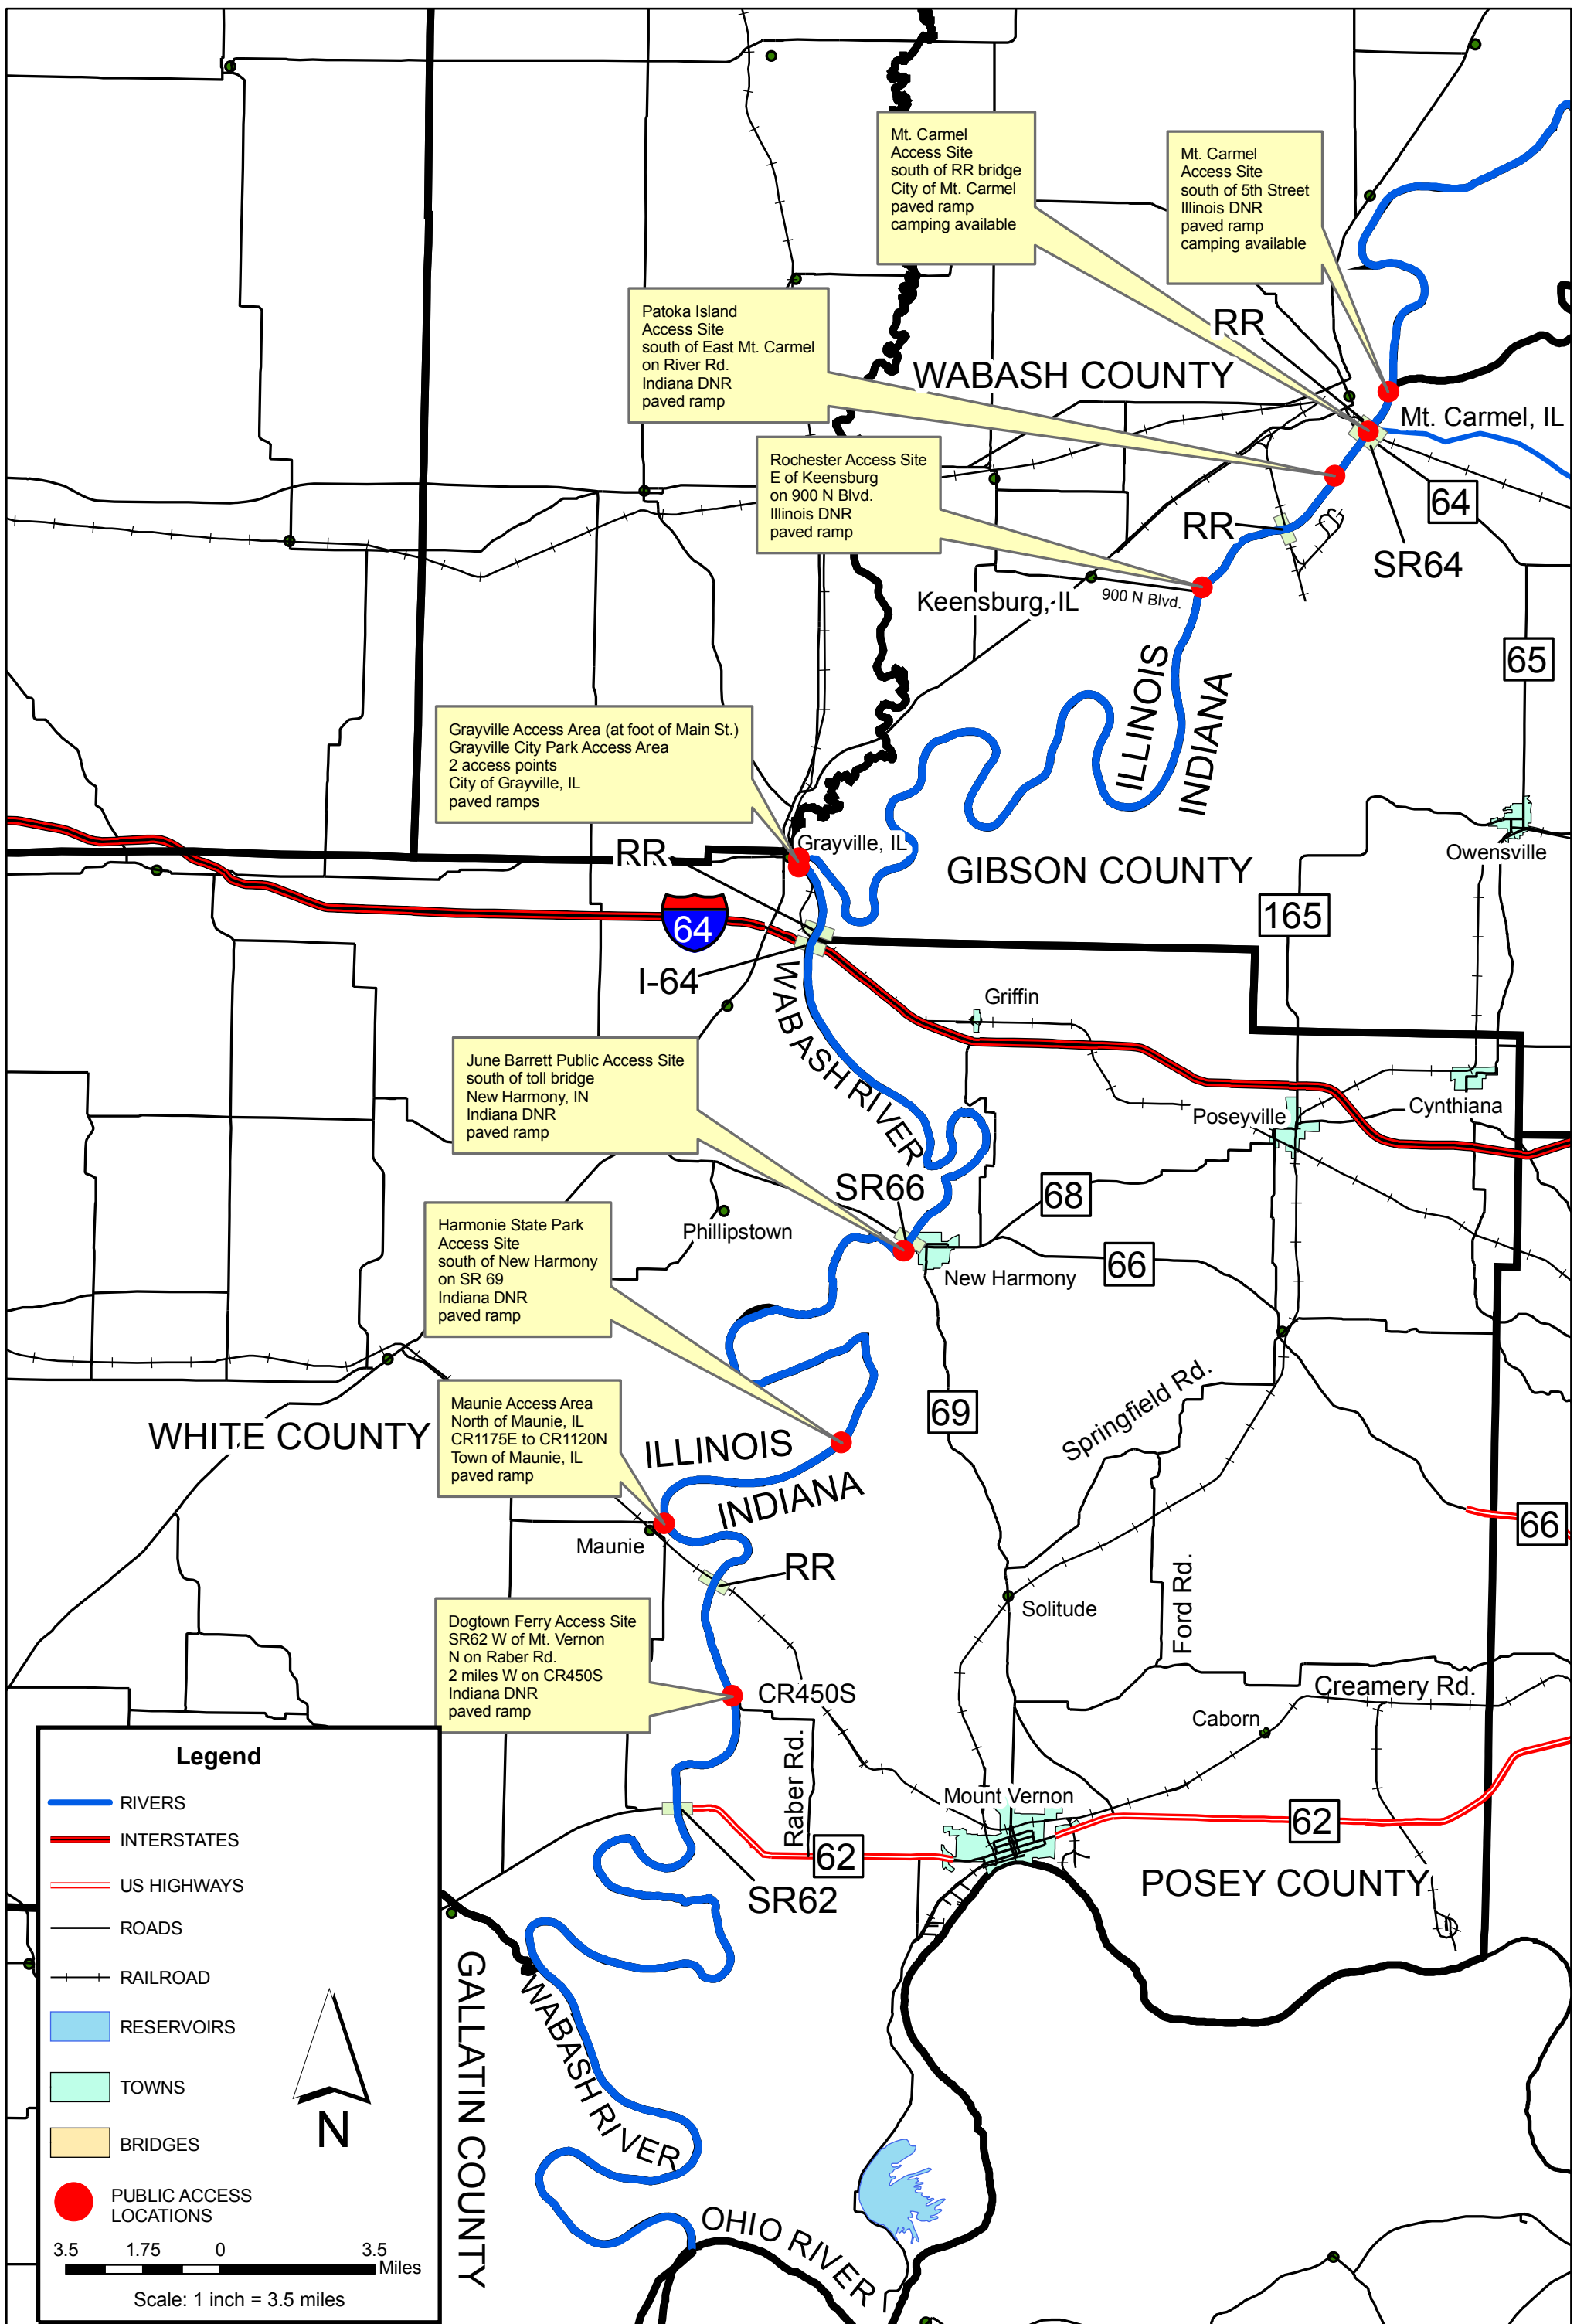 Mt. Carmel
Access Site
south of RR bridge
City of Mt. Carmel
paved ramp
camping available
Mt. Carmel
Access Site
south of 5th Street
Illinois DNR
paved ramp
camping available
Patoka Island
Access Site
south of East Mt. Carmel
on River Rd.
Indiana DNR
paved ramp
RR
WABASH COUNTY
Mt. Carmel, IL
Rochester Access Site
E of Keensburg
on 900 N Blvd.
Illinois DNR
paved ramp
64
RR
SR64
Keensburg, IL
900 N Blvd.
65
ILLINOIS
INDIANA
Grayville Access Area (at foot of Main St.)
Grayville City Park Access Area
2 access points
City of Grayville, IL
paved ramps
RR
Grayville, IL
GIBSON COUNTY
Owensville
64
165
I-64
WABASH RIVER
Griffin
June Barrett Public Access Site
south of toll bridge
New Harmony, IN
Indiana DNR
paved ramp
Poseyville
Cynthiana
SR66
68
Phillipstown
Harmonie State Park
Access Site
south of New Harmony
on SR 69
Indiana DNR
paved ramp
New Harmony
66
Springfield Rd.
69
WHITE COUNTY
Maunie Access Area
North of Maunie, IL
CR1175E to CR1120N
Town of Maunie, IL
paved ramp
ILLINOIS
INDIANA
66
Maunie
RR
Ford Rd.
Solitude
Dogtown Ferry Access Site
SR62 W of Mt. Vernon
N on Raber Rd.
2 miles W on CR450S
Indiana DNR
paved ramp
CR450S
Creamery Rd.
Caborn
Raber Rd.
Mount Vernon
62
62
SR62
POSEY COUNTY
GALLATIN COUNTY
WABASH RIVER
OHIO RIVER
Legend
RIVERS
INTERSTATES
US HIGHWAYS
ROADS
RAILROAD
RESERVOIRS
TOWNS
BRIDGES
PUBLIC ACCESS
LOCATIONS
N
3.5 1.75 0 3.5
Miles
Scale: 1 inch = 3.5 miles